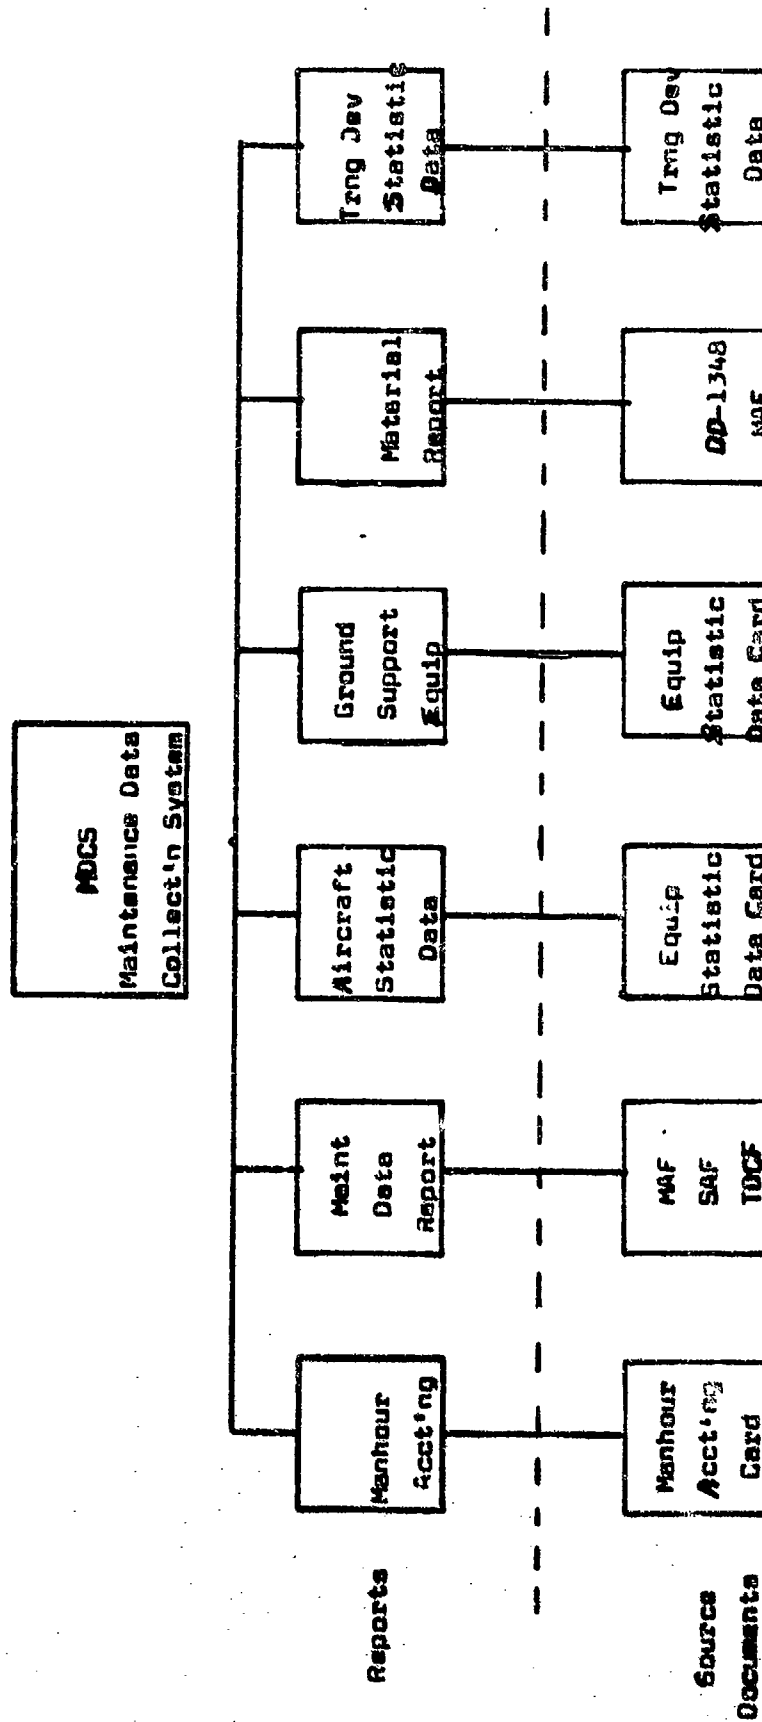 MDCS
Maintenance Data
Collect'n System
Reports
Manhour
Acct'ng
Maint
Data
Report
Aircraft
Statistic
Data
Ground
Support
Equip
Material
Report
Trng Dev
Statistic
Data
Source
Documents
Manhour
Acct'ng
Card
MAF
SAF
TDCF
Equip
Statistic
Data Card
Equip
Statistic
Data Card
DD-1348
MAF
Trng Dev
Statistic
Data